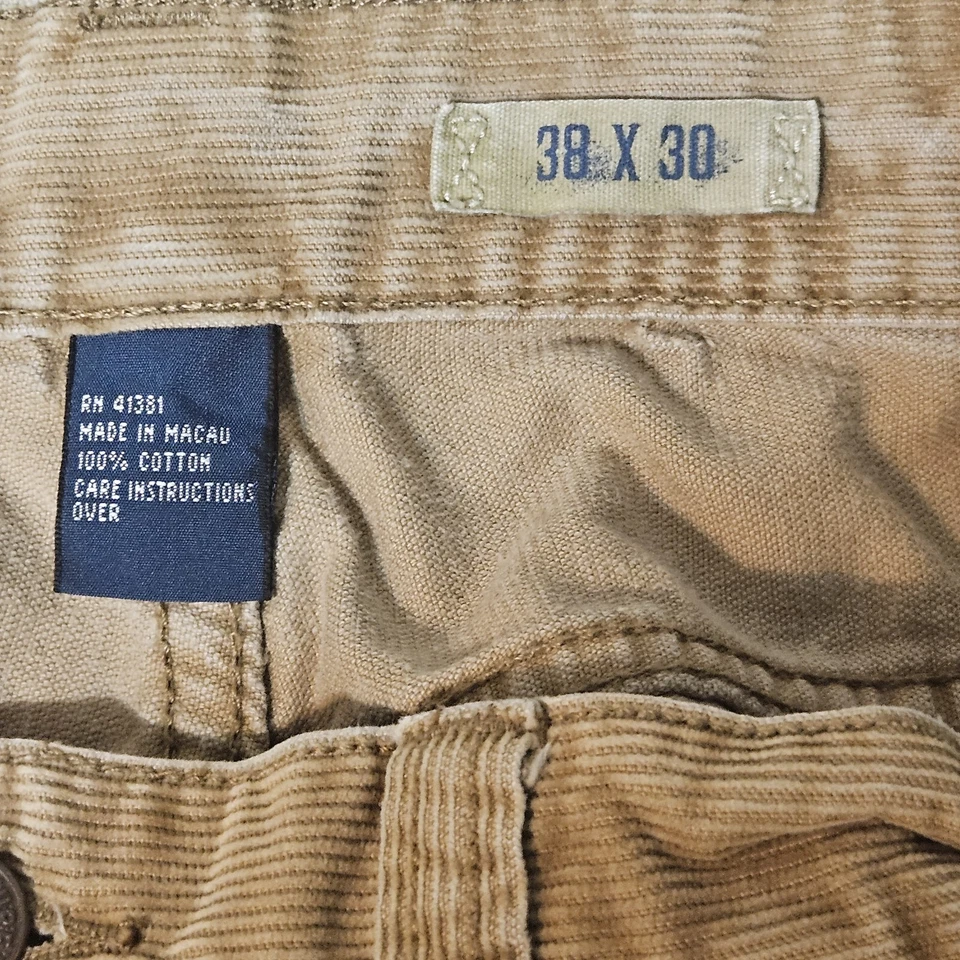 38 X 30
RN 41381
MADE IN MACAU
100% COTTON
CARE INSTRUCTIONS
OVER